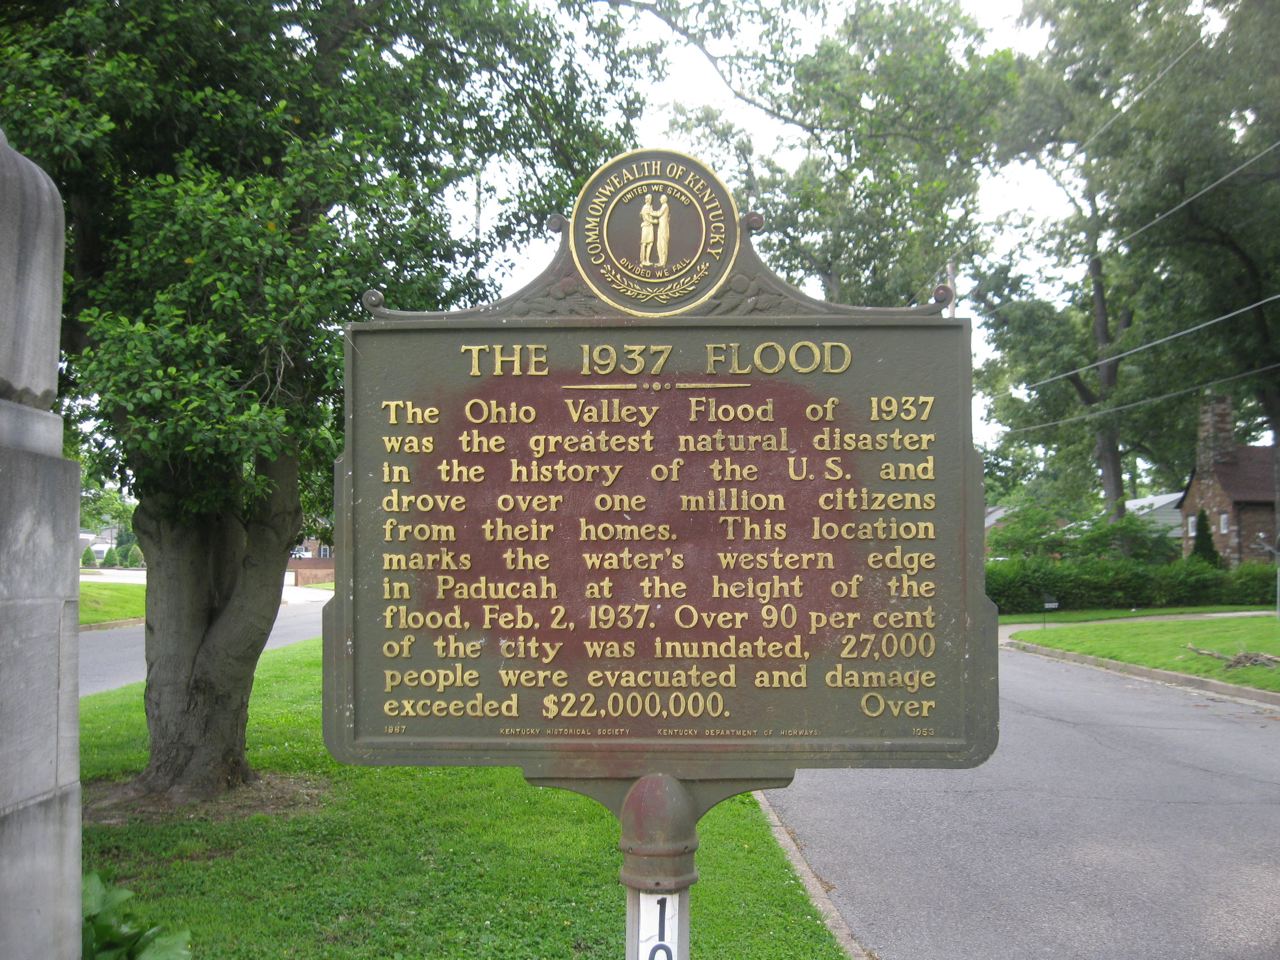 COMMONWEALTH OF KENTUCKY
UNITED WE STAND
DIVIDED WE FALL
THE 1937 FLOOD
The Ohio Valley Flood of 1937
was the greatest natural disaster
in the history of the U.S. and
drove over one million citizens
from their homes. This location
marks the water's western edge
in Paducah at the height of the
flood, Feb. 2, 1937. Over 90 per cent
of the city was inundated, 27,000
people were evacuated and damage
exceeded $22,000,000. Over
1987 KENTUCKY HISTORICAL SOCIETY KENTUCKY DEPARTMENT OF HIGHWAYS 1053
10